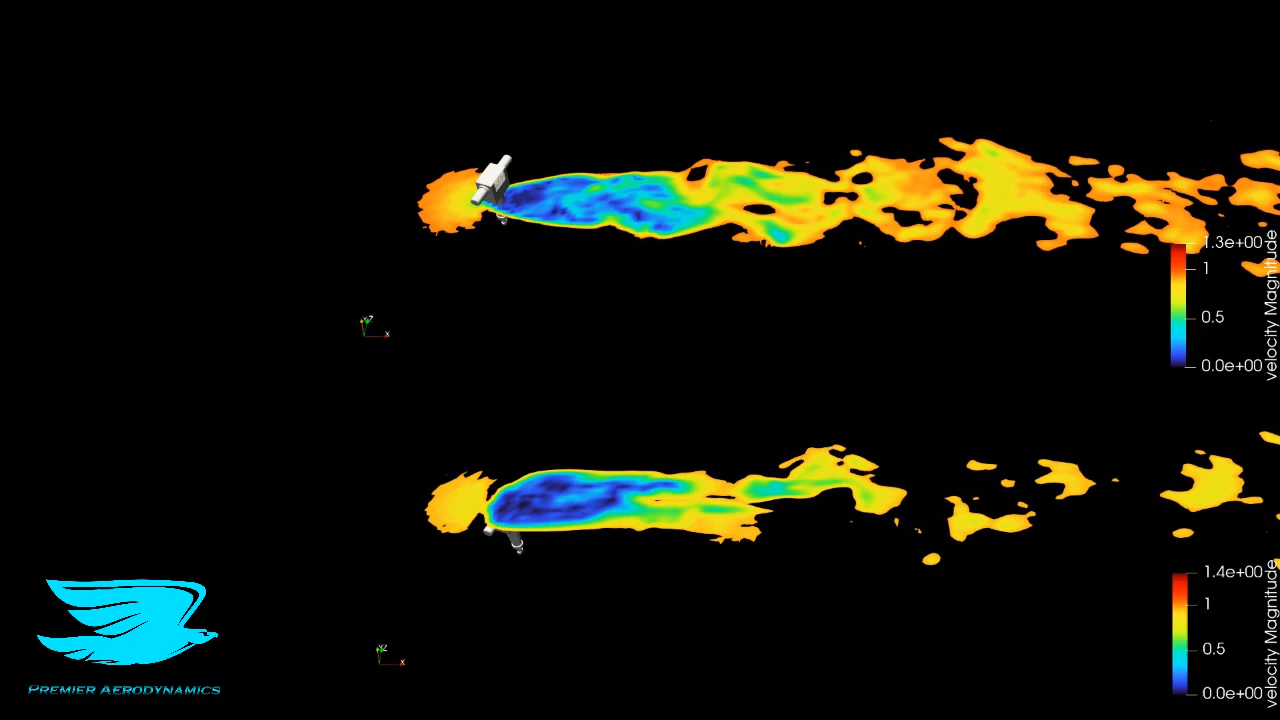 1.3e+00
1
0.5
0.0e+00
velocity Magnitude
X
1.4e+00
1
0.5
0.0e+00
velocity Magnitude
YZ
X
PREMIER AERODYNAMICS